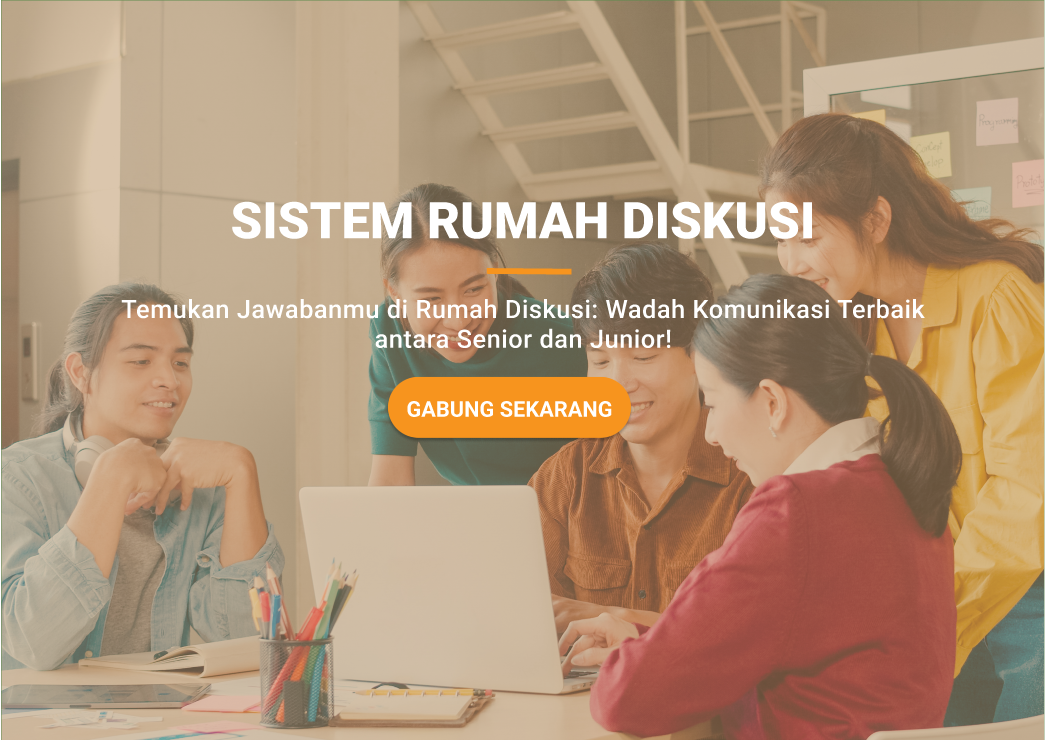 SISTEM RUMAH DISKUSI
Temukan Jawabanmu di Rumah Diskusi: Wadah Komunikasi Terbaik
antara Senior dan Junior!
GABUNG SEKARANG